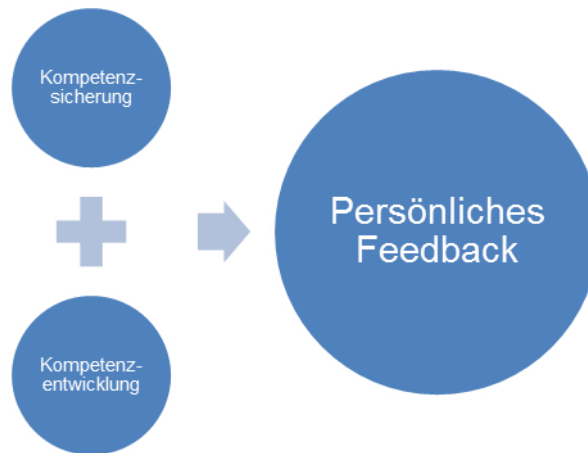 Kompetenz-
sicherung
Persönliches
Feedback
Kompetenz-
entwicklung